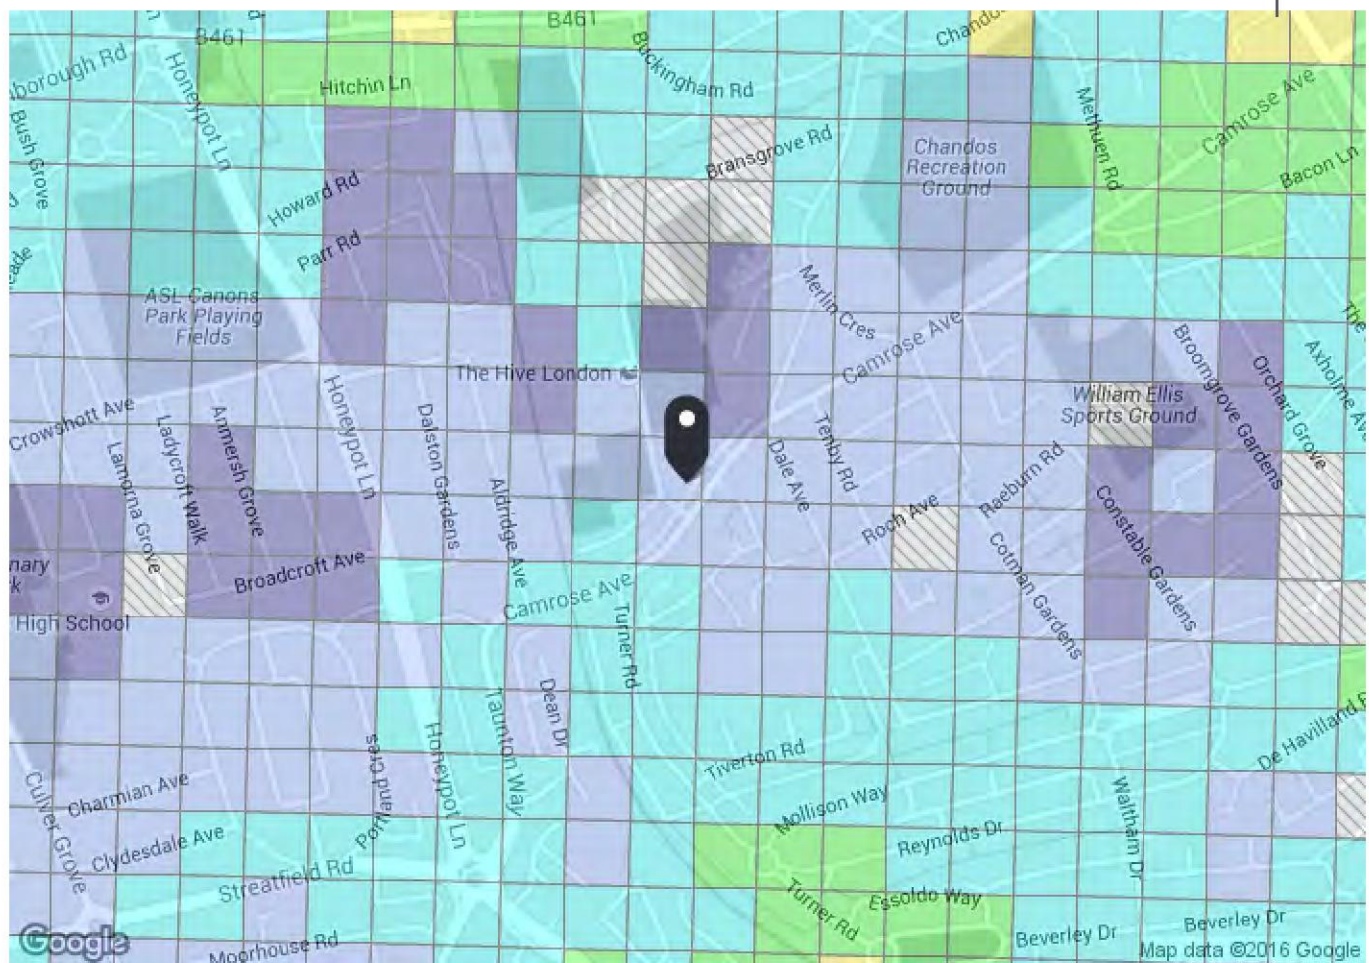 B461
B461
Chando
borough Rd
Honeypot Ln
Hitchin Ln
Buckingham Rd
Methuen Rd
Camrose Ave
Bush Grove
Bransgrove Rd
Chandos
Recreation
Ground
Bacon Ln
Howard Rd
Parr Rd
eade
ASL Canons
Park Playing
Fields
Merlin Cres
Camrose Ave
The
The Hive London
Broomgrove Gardens
Orchard Grove
Axholme Av
William Ellis
Sports Ground
Crowshott Ave
Ladycroft Walk
Anmersh Grove
Honeypot Ln
Dalston Gardens
Lamorna Grove
Aldridge Ave
Dale Ave
Tenby Rd
Raeburn Rd
Roch Ave
Constable Gardens
Cotman Gardens
nary
k
High School
Broadcroft Ave
Camrose Ave
Turner Rd
Dean Dr
Taunton Way
Honeypot Ln
Portland Cres
Tiverton Rd
De Havilland R
Culver Grove
Charmian Ave
Mollison Way
Waltham Dr
Clydesdale Ave
Reynolds Dr
Streatfield Rd
Turner Rd
Essoldo Way
Beverley Dr
Beverley Dr
Google
Moorhouse Rd
Map data ©2016 Google